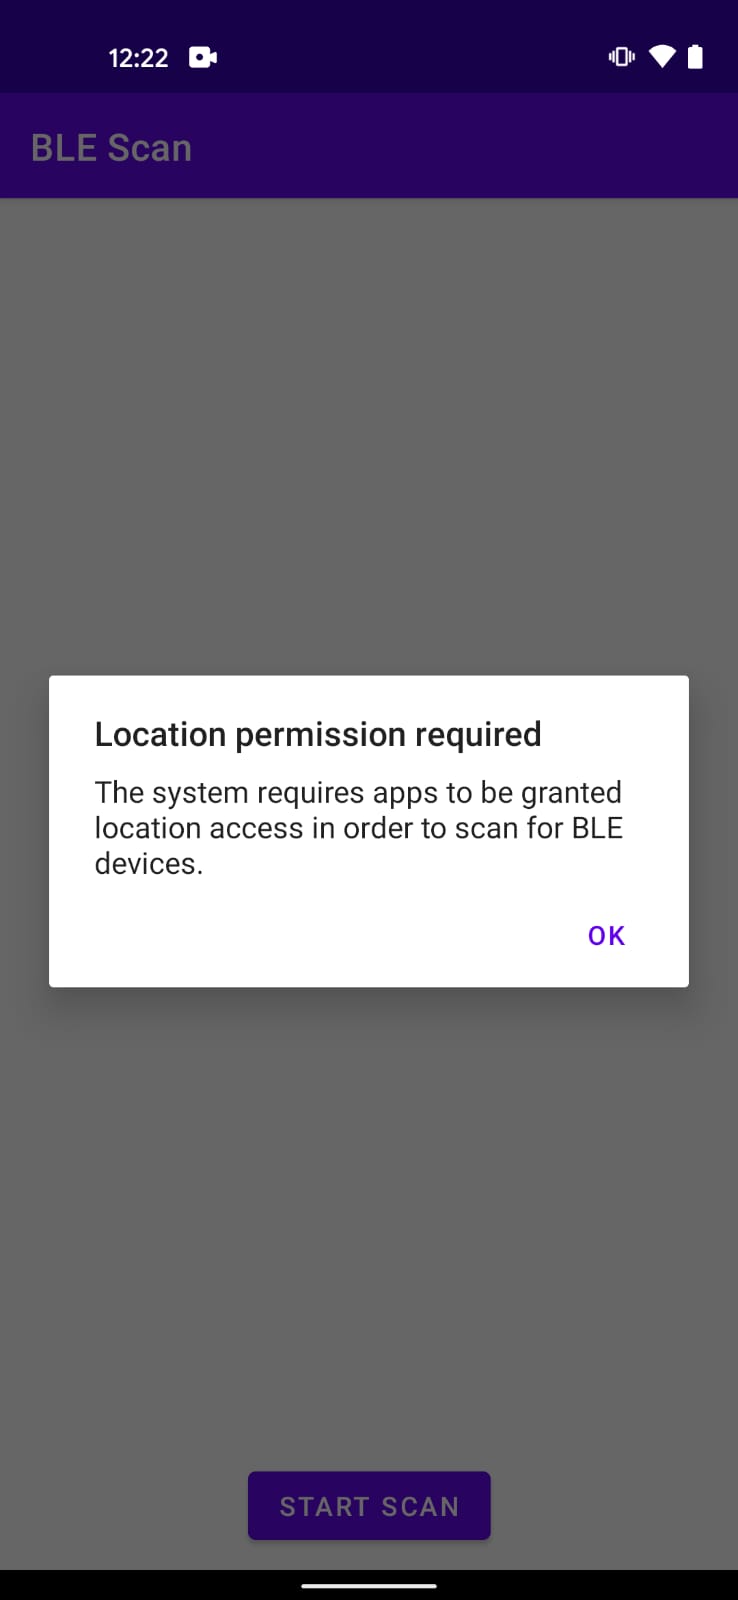 12:22
BLE Scan
Location permission required
The system requires apps to be granted
location access in order to scan for BLE
devices.
OK
START SCAN